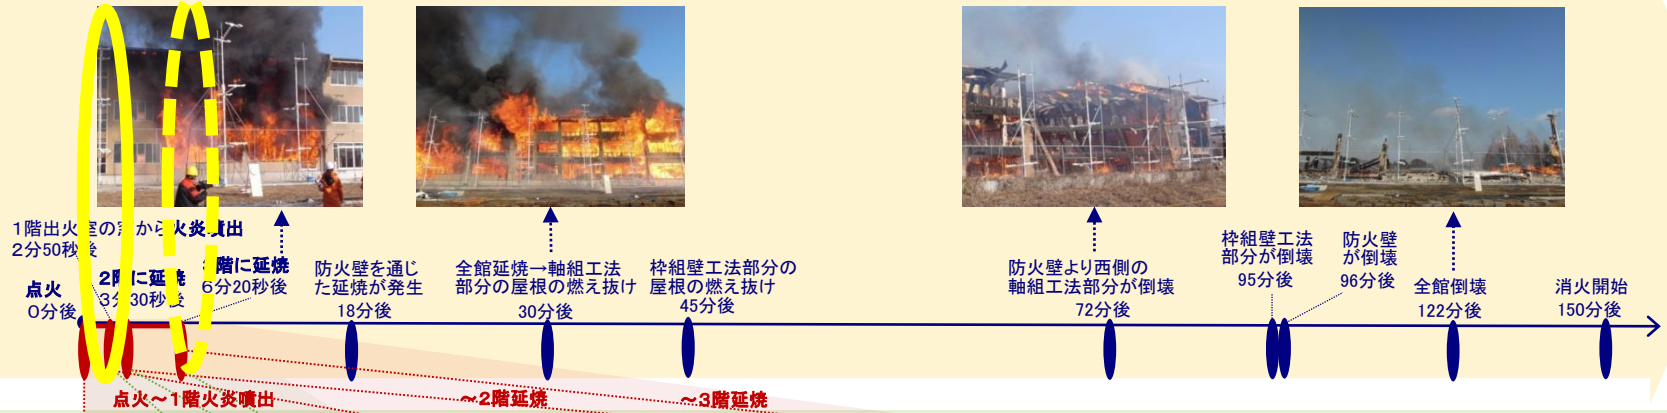 1階出火室の窓から火炎噴出
2分50秒後
点火
0分後
2階に延焼
3分30秒後
3階に延焼
6分20秒後
防火壁を通じ
た延焼が発生
18分後
全館延焼→軸組工法
部分の屋根の燃え抜け
30分後
枠組壁工法部分の
屋根の燃え抜け
45分後
防火壁より西側の
軸組工法部分が倒壊
72分後
枠組壁工法
部分が倒壊
95分後
防火壁
が倒壊
96分後
全館倒壊
122分後
消火開始
150分後
点火～1階火炎噴出
～2階延焼
～3階延焼